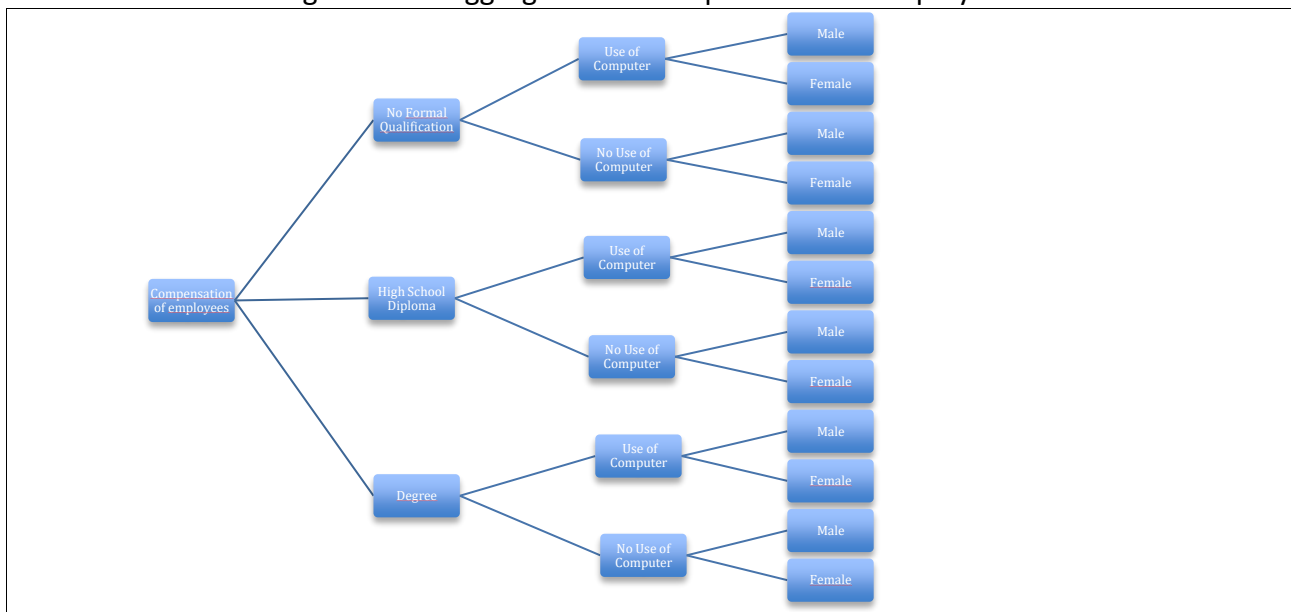 Male
Use of
Computer
Female
No Formal
Qualification
Male
No Use of
Computer
Female
Male
Use of
Computer
Female
Compensation
of employees
High School
Diploma
Male
No Use of
Computer
Female
Male
Use of
Computer
Female
Degree
Male
No Use of
Computer
Female